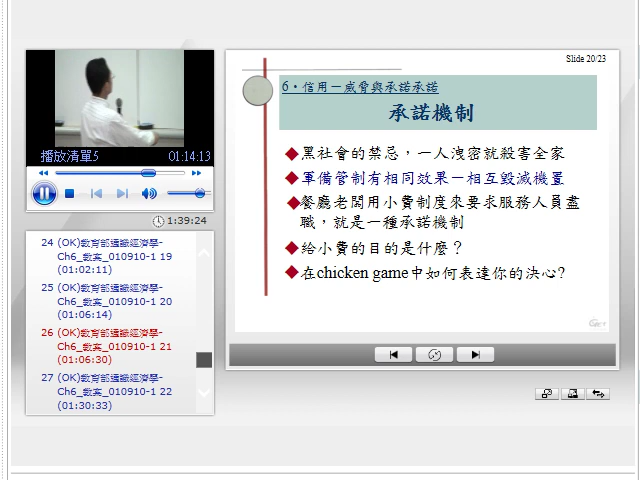 播放清單5
01:14:13
1:39:24
24 (OK)教育部通識經濟學-
Ch6_教案_010910-1 19
(01:02:11)
25 (OK)教育部通識經濟學-
Ch6_教案_010910-1 20
(01:06:14)
26 (OK)教育部通識經濟學-
Ch6_教案_010910-1 21
(01:06:30)
27 (OK)教育部通識經濟學-
Ch6_教案_010910-1 22
(01:30:33)
Slide 20/23
6‧信用－威脅與承諾承諾
承諾機制
黑社會的禁忌，一人洩密就殺害全家
軍備管制有相同效果－相互毀滅機置
餐廳老闆用小費制度來要求服務人員盡
職，就是一種承諾機制
給小費的目的是什麼？
在chicken game中如何表達你的決心?